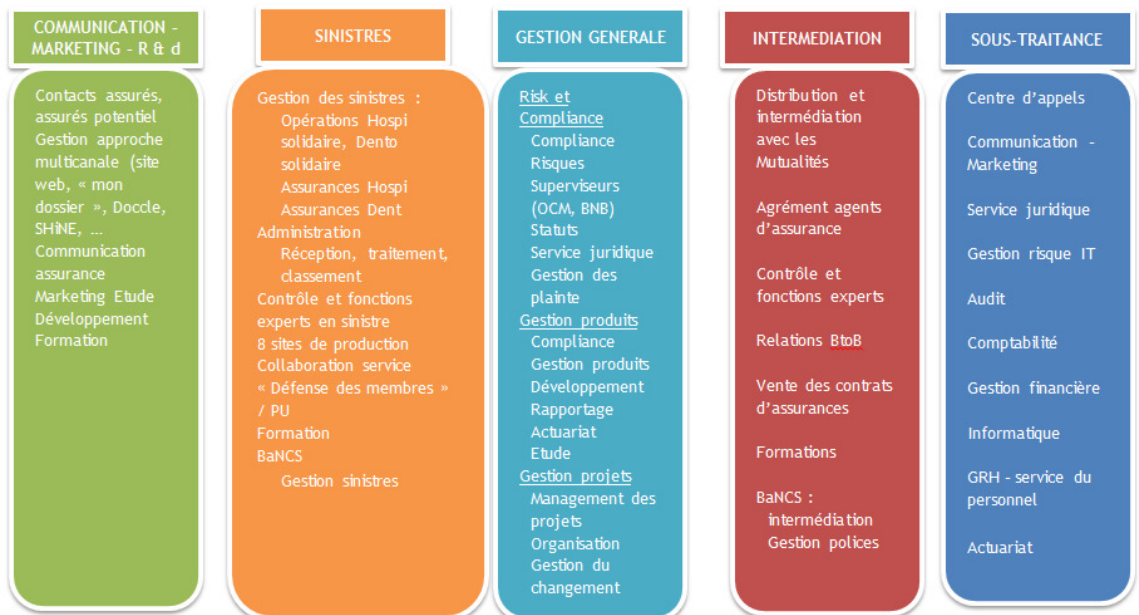 COMMUNICATION -
MARKETING - R & d
Contacts assurés,
assurés potentiel
Gestion approche
multicanale (site
web, « mon
dossier », Doccle,
SHiNE, ...
Communication
assurance
Marketing Etude
Développement
Formation
SINISTRES
Gestion des sinistres :
Opérations Hospi
solidaire, Dento
solidaire
Assurances Hospi
Assurances Dent
Administration
Réception, traitement,
classement
Contrôle et fonctions
experts en sinistre
8 sites de production
Collaboration service
« Défense des membres »
/ PU
Formation
BaNCS
Gestion sinistres
GESTION GENERALE
Risk et
Compliance
Compliance
Risques
Superviseurs
(OCM, BNB)
Statuts
Service juridique
Gestion des
plainte
Gestion produits
Compliance
Gestion produits
Développement
Rapportage
Actuariat
Etude
Gestion projets
Management des
projets
Organisation
Gestion du
changement
INTERMEDIATION
Distribution et
intermédiation
avec les
Mutualités
Agrément agents
d'assurance
Contrôle et
fonctions experts
Relations BtoB
Vente des contrats
d'assurances
Formations
BaNCS :
intermédiation
Gestion polices
SOUS-TRAITANCE
Centre d'appels
Communication -
Marketing
Service juridique
Gestion risque IT
Audit
Comptabilité
Gestion financière
Informatique
GRH - service du
personnel
Actuariat